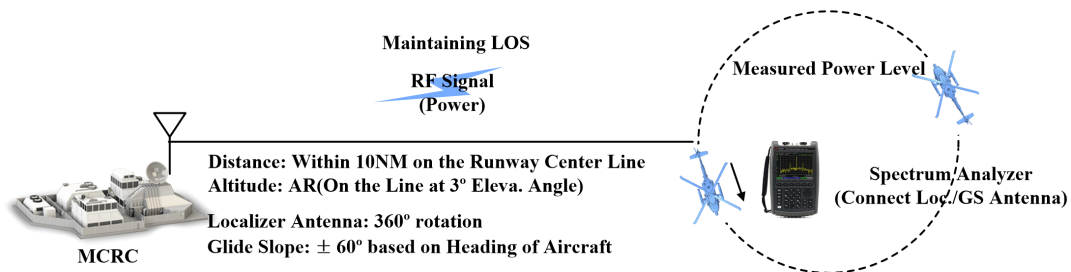 Maintaining LOS
RF Signal
(Power)
Measured Power Level
Distance: Within 10NM on the Runway Center Line
Altitude: AR(On the Line at 3º Eleva. Angle)
Localizer Antenna: 360º rotation
Glide Slope: ± 60º based on Heading of Aircraft
Spectrum Analyzer
(Connect Loc./GS Antenna)
MCRC